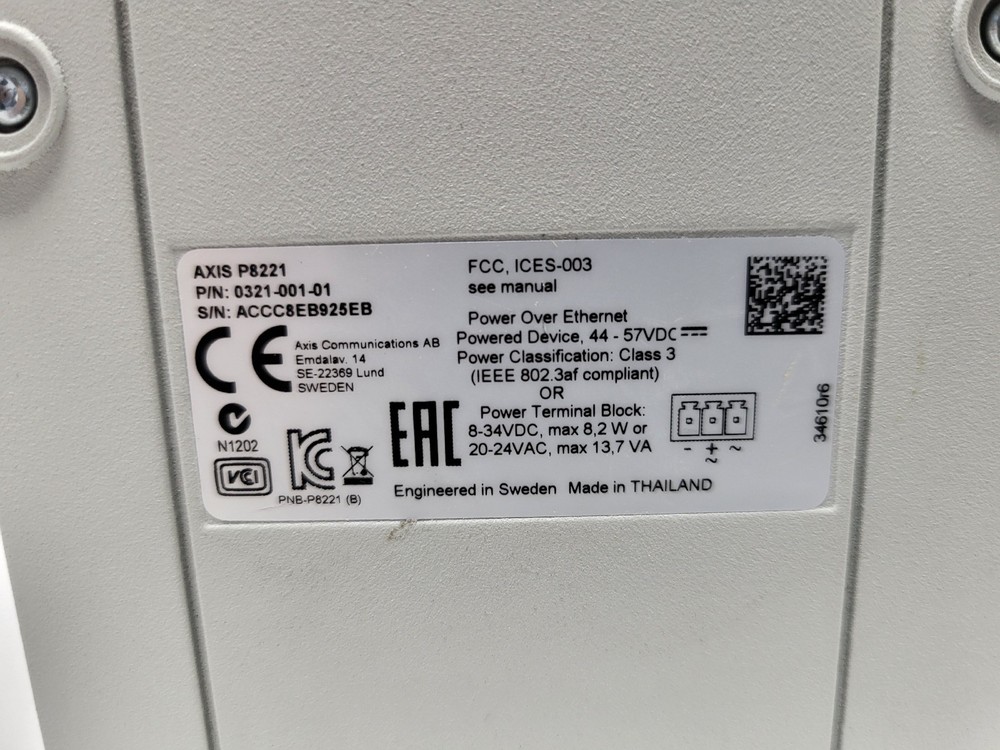 AXIS P8221
P/N: 0321-001-01
S/N: ACCC8EB925EB
CE
Axis Communications AB
Emdalav. 14
SE-22369 Lund
SWEDEN
N1202
VCI
KC
PNB-P8221 (B)
EAC
FCC, ICES-003
see manual
Power Over Ethernet
Powered Device, 44 - 57VDC
Power Classification: Class 3
(IEEE 802.3af compliant)
OR
Power Terminal Block:
8-34VDC, max 8,2 W or
20-24VAC, max 13,7 VA
- + ~
~
Engineered in Sweden Made in THAILAND
34610r6